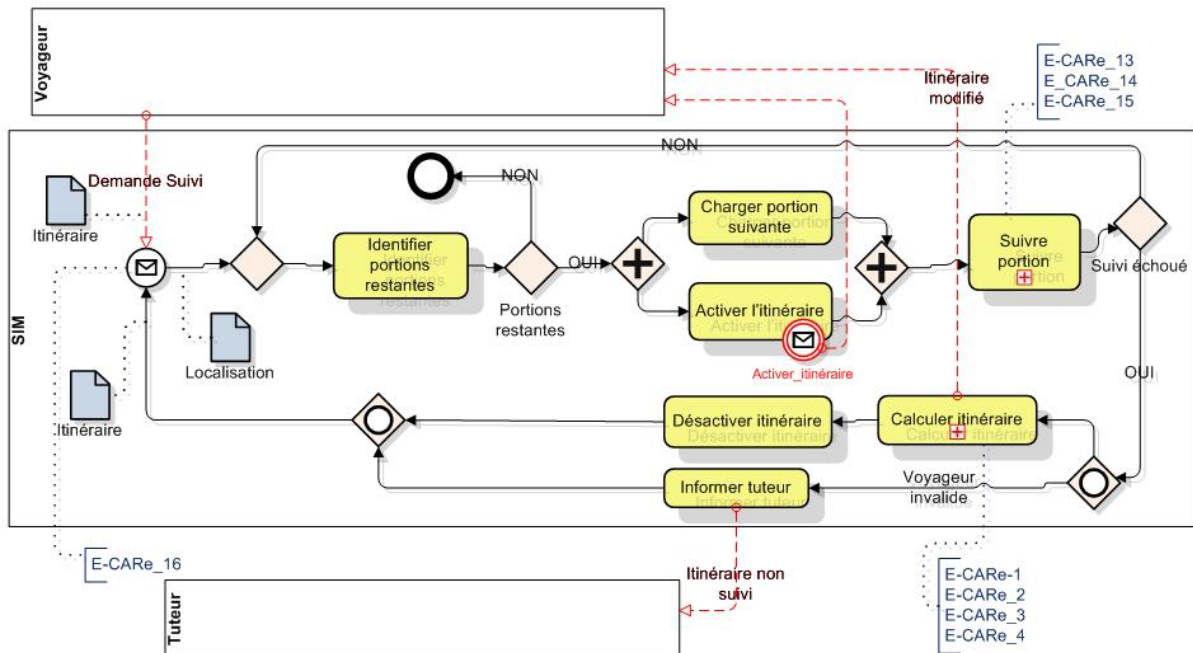 Voyageur
Itinéraire
modifié
E-CARe_13
E_CARe_14
E-CARe_15
SIM
NON
NON
Demande Suivi
Itinéraire
Identifier
portions
restantes
OUI
Portions
restantes
Charger portion
suivante
Activer l'itinéraire
Activer_itinéraire
Suivre
portion
Suivi échoué
OUI
Localisation
Itinéraire
Désactiver itinéraire
Calculer itinéraire
Informer tuteur
Voyageur
invalide
E-CARe_16
Itinéraire non
suivi
E-CARe-1
E-CARe_2
E-CARe_3
E-CARe_4
Tuteur